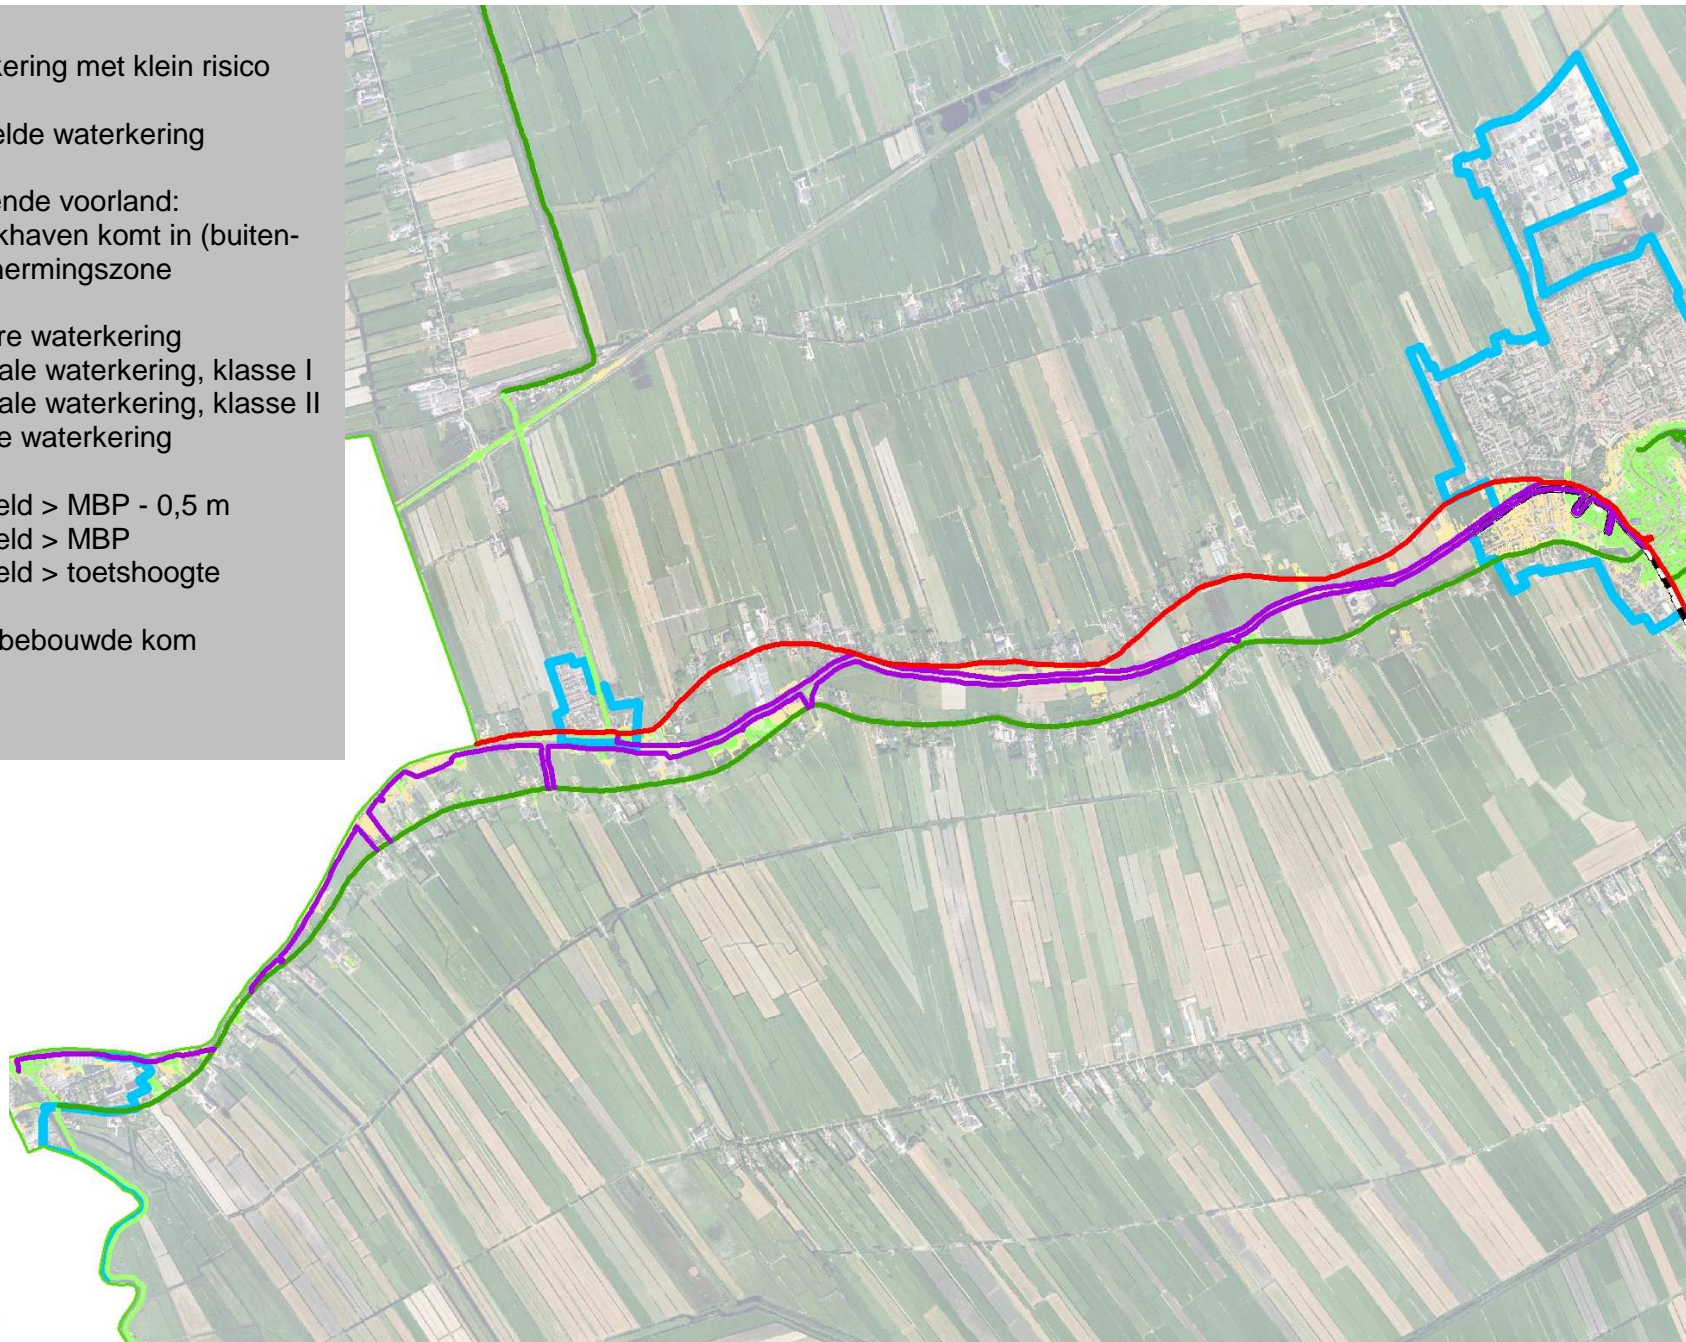 kering met klein risico
elde waterkering
ende voorland:
khaven komt in (buiten-
hermingszone
re waterkering
ale waterkering, klasse I
ale waterkering, klasse II
e waterkering
eld > MBP - 0,5 m
eld > MBP
eld > toetshoogte
bebouwde kom